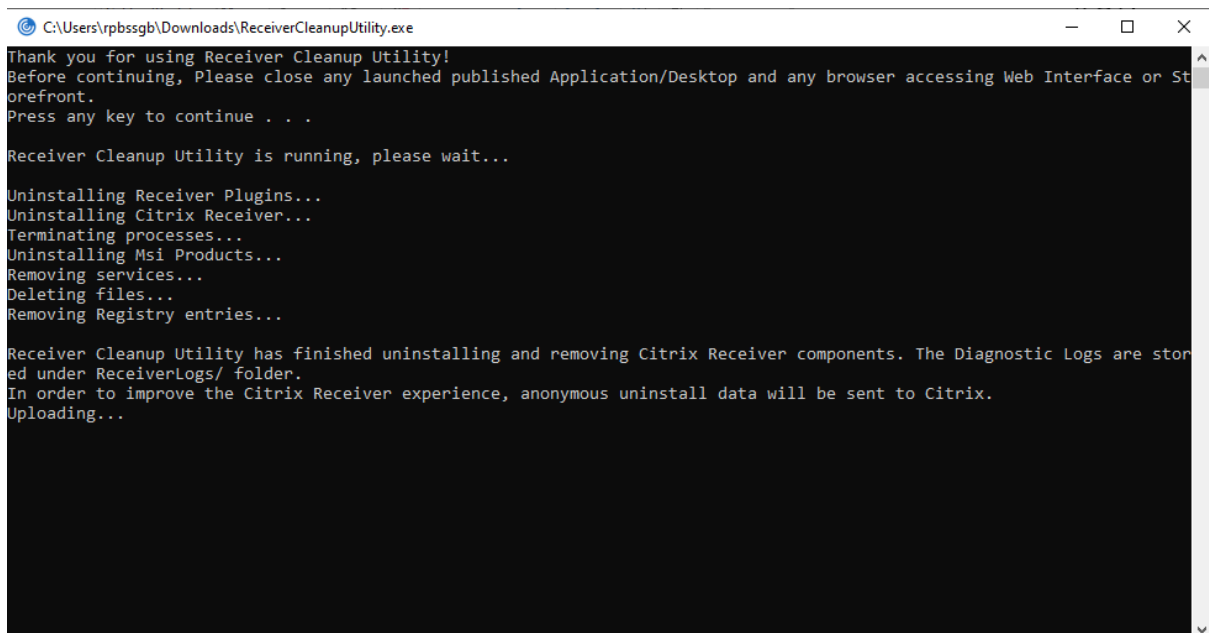 C:\Users\rpbssgb\Downloads\ReceiverCleanupUtility.exe
Thank you for using Receiver Cleanup Utility!
Before continuing, Please close any launched published Application/Desktop and any browser accessing Web Interface or St
orefront.
Press any key to continue . . .
Receiver Cleanup Utility is running, please wait...
Uninstalling Receiver Plugins...
Uninstalling Citrix Receiver...
Terminating processes...
Uninstalling Msi Products...
Removing services...
Deleting files...
Removing Registry entries...
Receiver Cleanup Utility has finished uninstalling and removing Citrix Receiver components. The Diagnostic Logs are stor
ed under ReceiverLogs/ folder.
In order to improve the Citrix Receiver experience, anonymous uninstall data will be sent to Citrix.
Uploading...